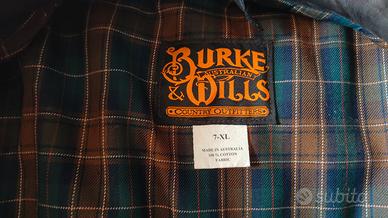 BURKE
AUSTRALIAN
& WILLS
COUNTRY OUTFITTERS
7-XL
MADE IN AUSTRALIA
100% COTTON
FABRIC
subito